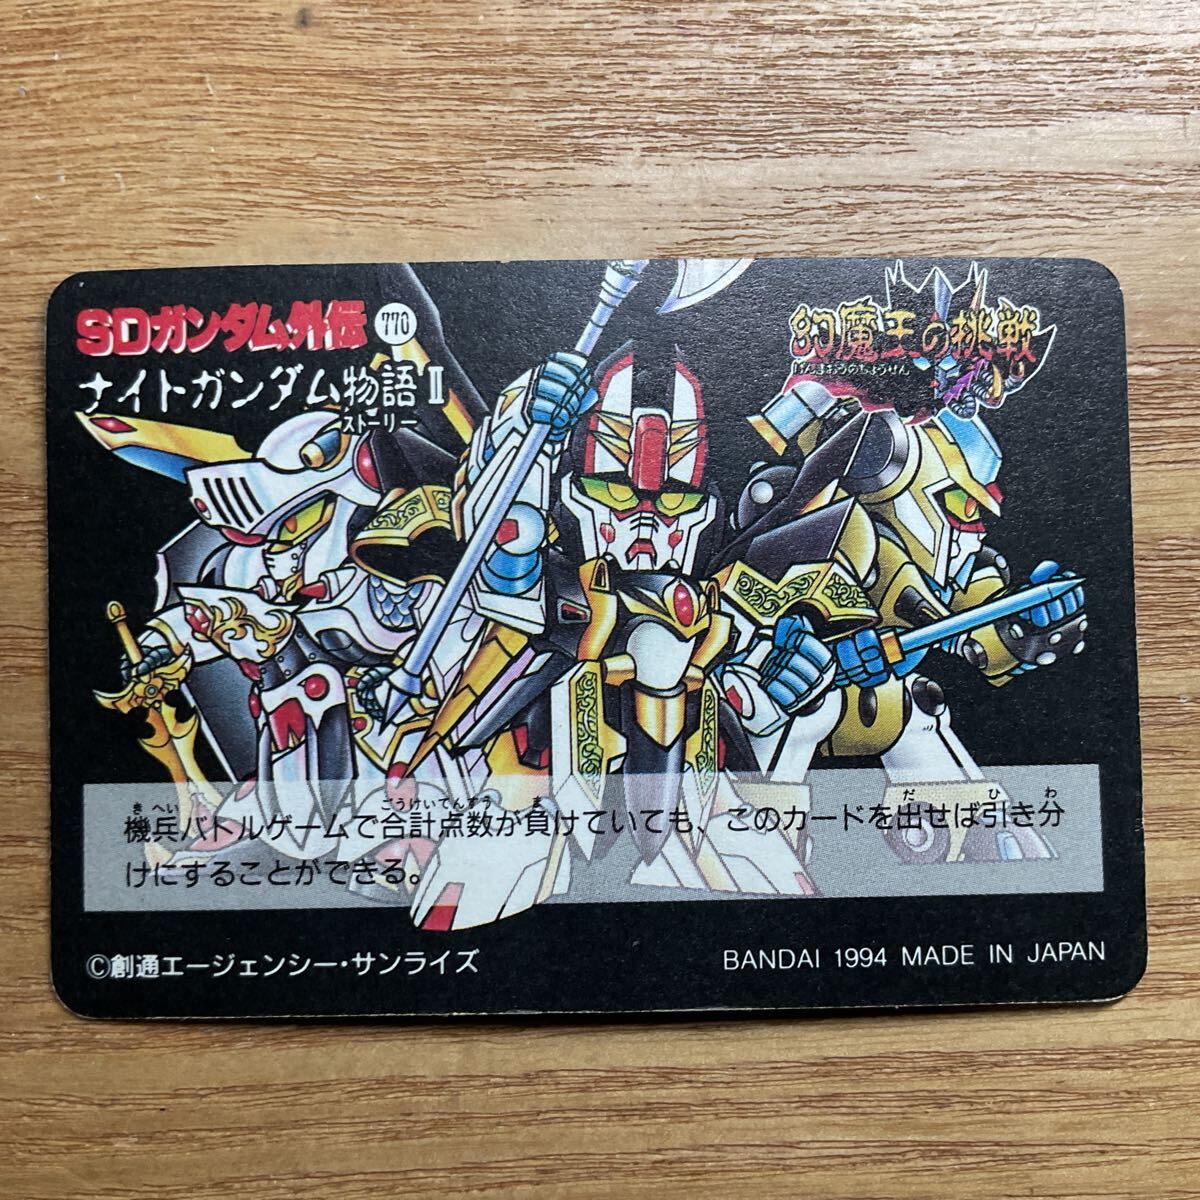 SDガンダム外伝 770
ナイトガンダム物語Ⅱ
ストーリー
幻魔王の挑戦
げんまおうのちょうせん
き へい ごうけいてんすう ま だ ひ わ
機兵バトルゲームで合計点数が負けていても、このカードを出せば引き分
けにすることができる。
©創通エージェンシー・サンライズ
BANDAI 1994 MADE IN JAPAN